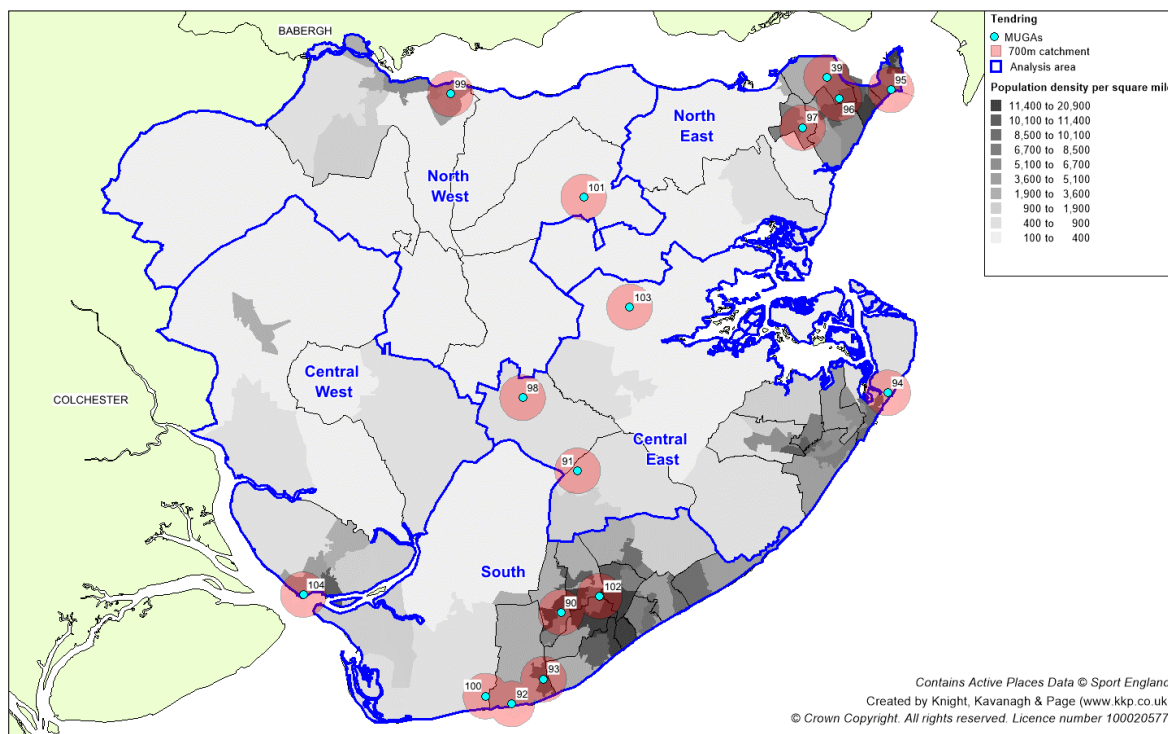 BABERGH
COLCHESTER
Tendring
MUGAs
700m catchment
Analysis area
Population density per square mile
11,400 to 20,900
10,100 to 11,400
8,500 to 10,100
6,700 to 8,500
5,100 to 6,700
3,600 to 5,100
1,900 to 3,600
900 to 1,900
400 to 900
100 to 400
99
39
95
96
97
North
East
North
West
101
103
Central
West
98
94
Central
East
91
South
104
102
90
93
100
92
Contains Active Places Data © Sport England
Created by Knight, Kavanagh & Page (www.kkp.co.uk
© Crown Copyright. All rights reserved. Licence number 100020577